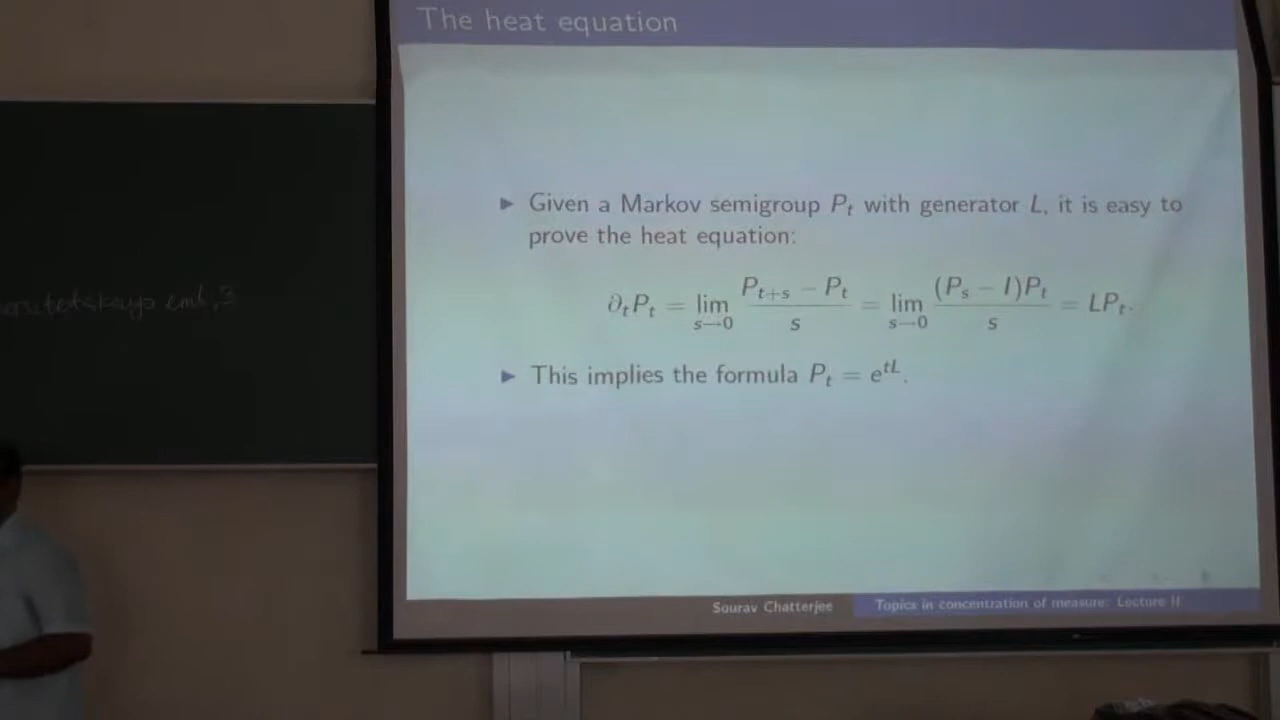 The heat equation
► Given a Markov semigroup P_t with generator L, it is easy to
prove the heat equation:
∂_t P_t = lim_{s→0} (P_{t+s} − P_t)/s = lim_{s→0} ((P_s − I)P_t)/s = LP_t.
► This implies the formula P_t = e^{tL}.
Sourav Chatterjee
Topics in concentration of measure: Lecture II